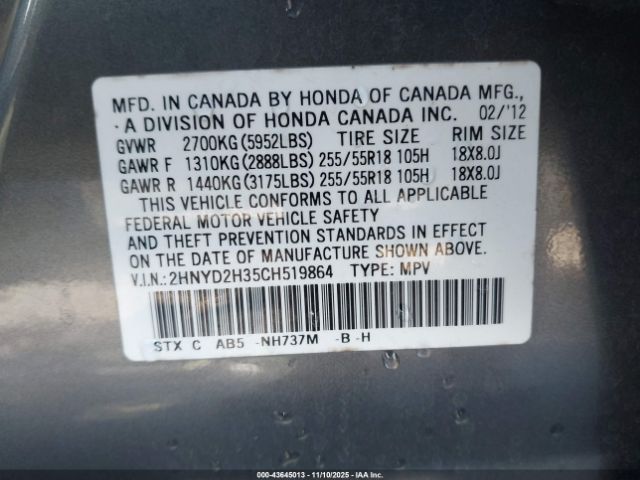 MFD. IN CANADA BY HONDA OF CANADA MFG.,
A DIVISION OF HONDA CANADA INC. 02/'12
GVWR 2700KG(5952LBS) TIRE SIZE RIM SIZE
GAWR F 1310KG(2888LBS) 255/55R18 105H 18X8.0J
GAWR R 1440KG(3175LBS) 255/55R18 105H 18X8.0J
THIS VEHICLE CONFORMS TO ALL APPLICABLE
FEDERAL MOTOR VEHICLE SAFETY
AND THEFT PREVENTION STANDARDS IN EFFECT
ON THE DATE OF MANUFACTURE SHOWN ABOVE.
V.I.N.:2HNYD2H35CH519864 TYPE: MPV
STX C AB5 -NH737M -B -H
000-43645013 - 11/10/2025 - IAAI.com